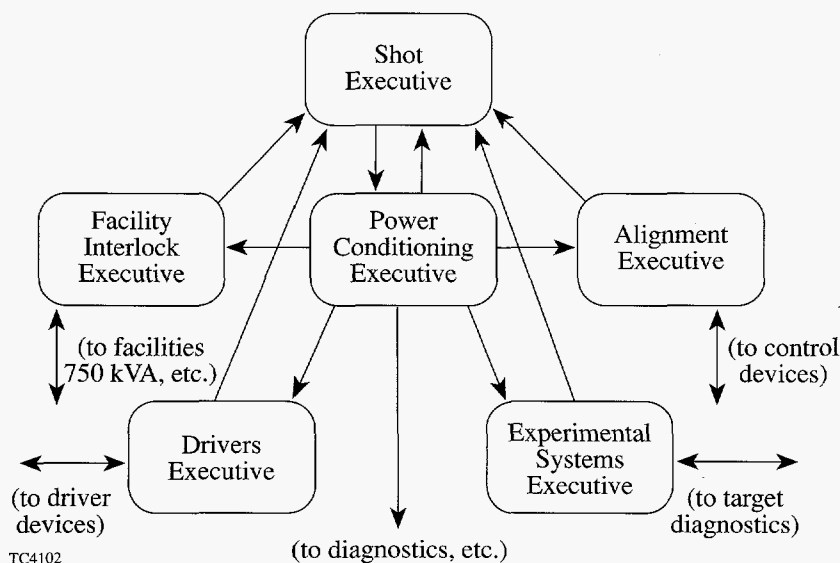 Shot
Executive
Facility
Interlock
Executive
Power
Conditioning
Executive
Alignment
Executive
(to facilities
750 kVA, etc.)
(to control
devices)
Drivers
Executive
Experimental
Systems
Executive
(to driver
devices)
(to target
diagnostics)
(to diagnostics, etc.)
TC4102